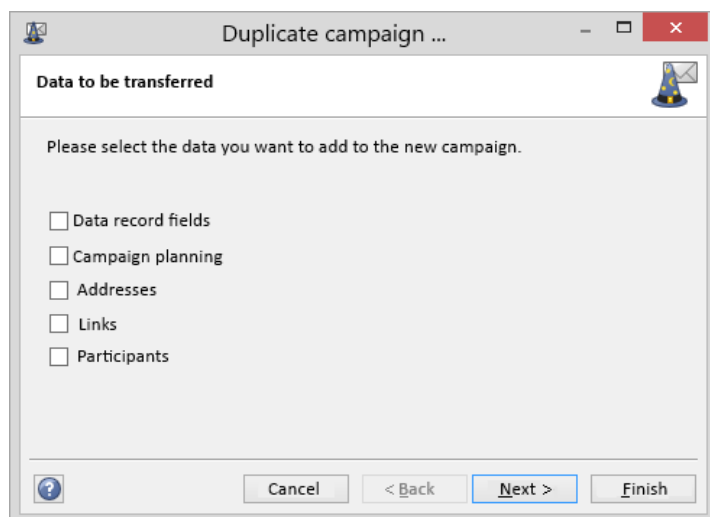 Duplicate campaign ...
Data to be transferred
Please select the data you want to add to the new campaign.
Data record fields
Campaign planning
Addresses
Links
Participants
Cancel
< Back
Next >
Finish